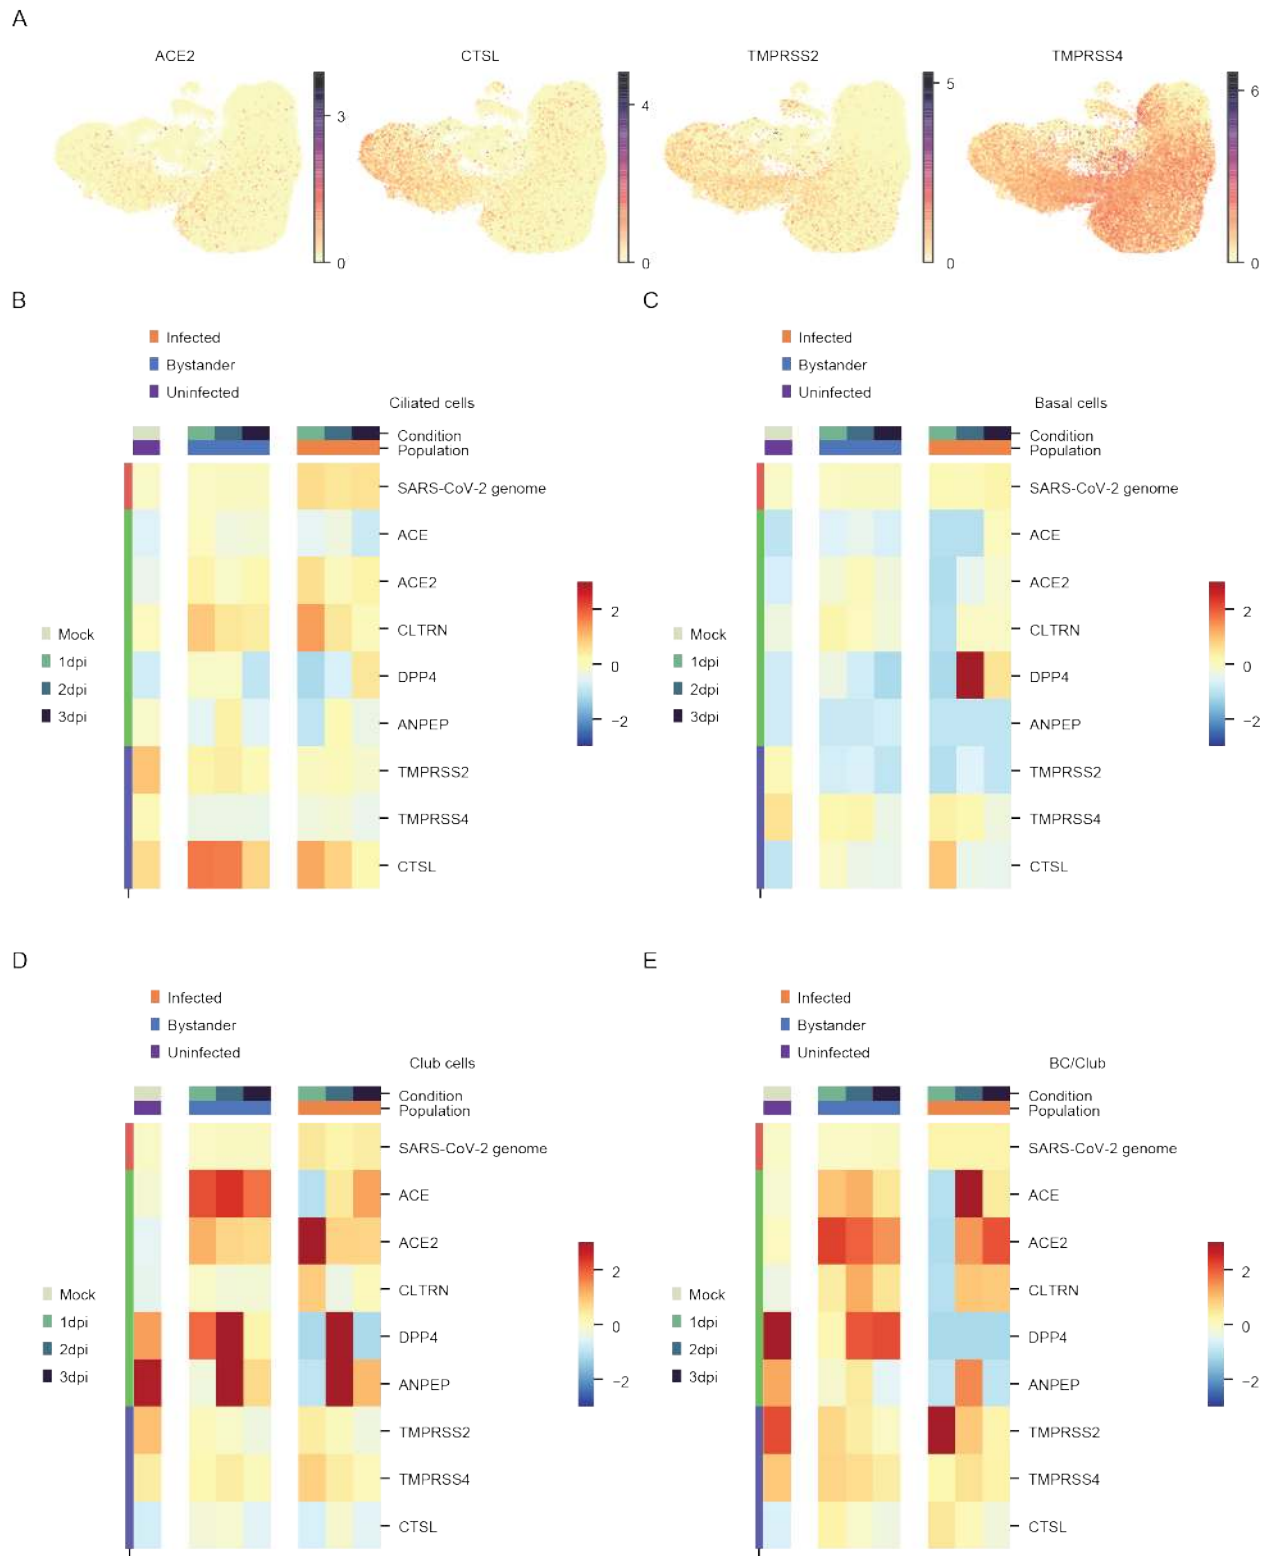 A
ACE2
CTSL
TMPRSS2
TMPRSS4
3
0
4
0
5
0
6
0
B
Infected
Bystander
Uninfected
Ciliated cells
Condition
Population
SARS-CoV-2 genome
ACE
ACE2
CLTRN
DPP4
ANPEP
TMPRSS2
TMPRSS4
CTSL
Mock
1dpi
2dpi
3dpi
2
0
−2
C
Infected
Bystander
Uninfected
Basal cells
Condition
Population
SARS-CoV-2 genome
ACE
ACE2
CLTRN
DPP4
ANPEP
TMPRSS2
TMPRSS4
CTSL
Mock
1dpi
2dpi
3dpi
2
0
−2
D
Infected
Bystander
Uninfected
Club cells
Condition
Population
SARS-CoV-2 genome
ACE
ACE2
CLTRN
DPP4
ANPEP
TMPRSS2
TMPRSS4
CTSL
Mock
1dpi
2dpi
3dpi
2
0
−2
E
Infected
Bystander
Uninfected
BC/Club
Condition
Population
SARS-CoV-2 genome
ACE
ACE2
CLTRN
DPP4
ANPEP
TMPRSS2
TMPRSS4
CTSL
Mock
1dpi
2dpi
3dpi
2
0
−2